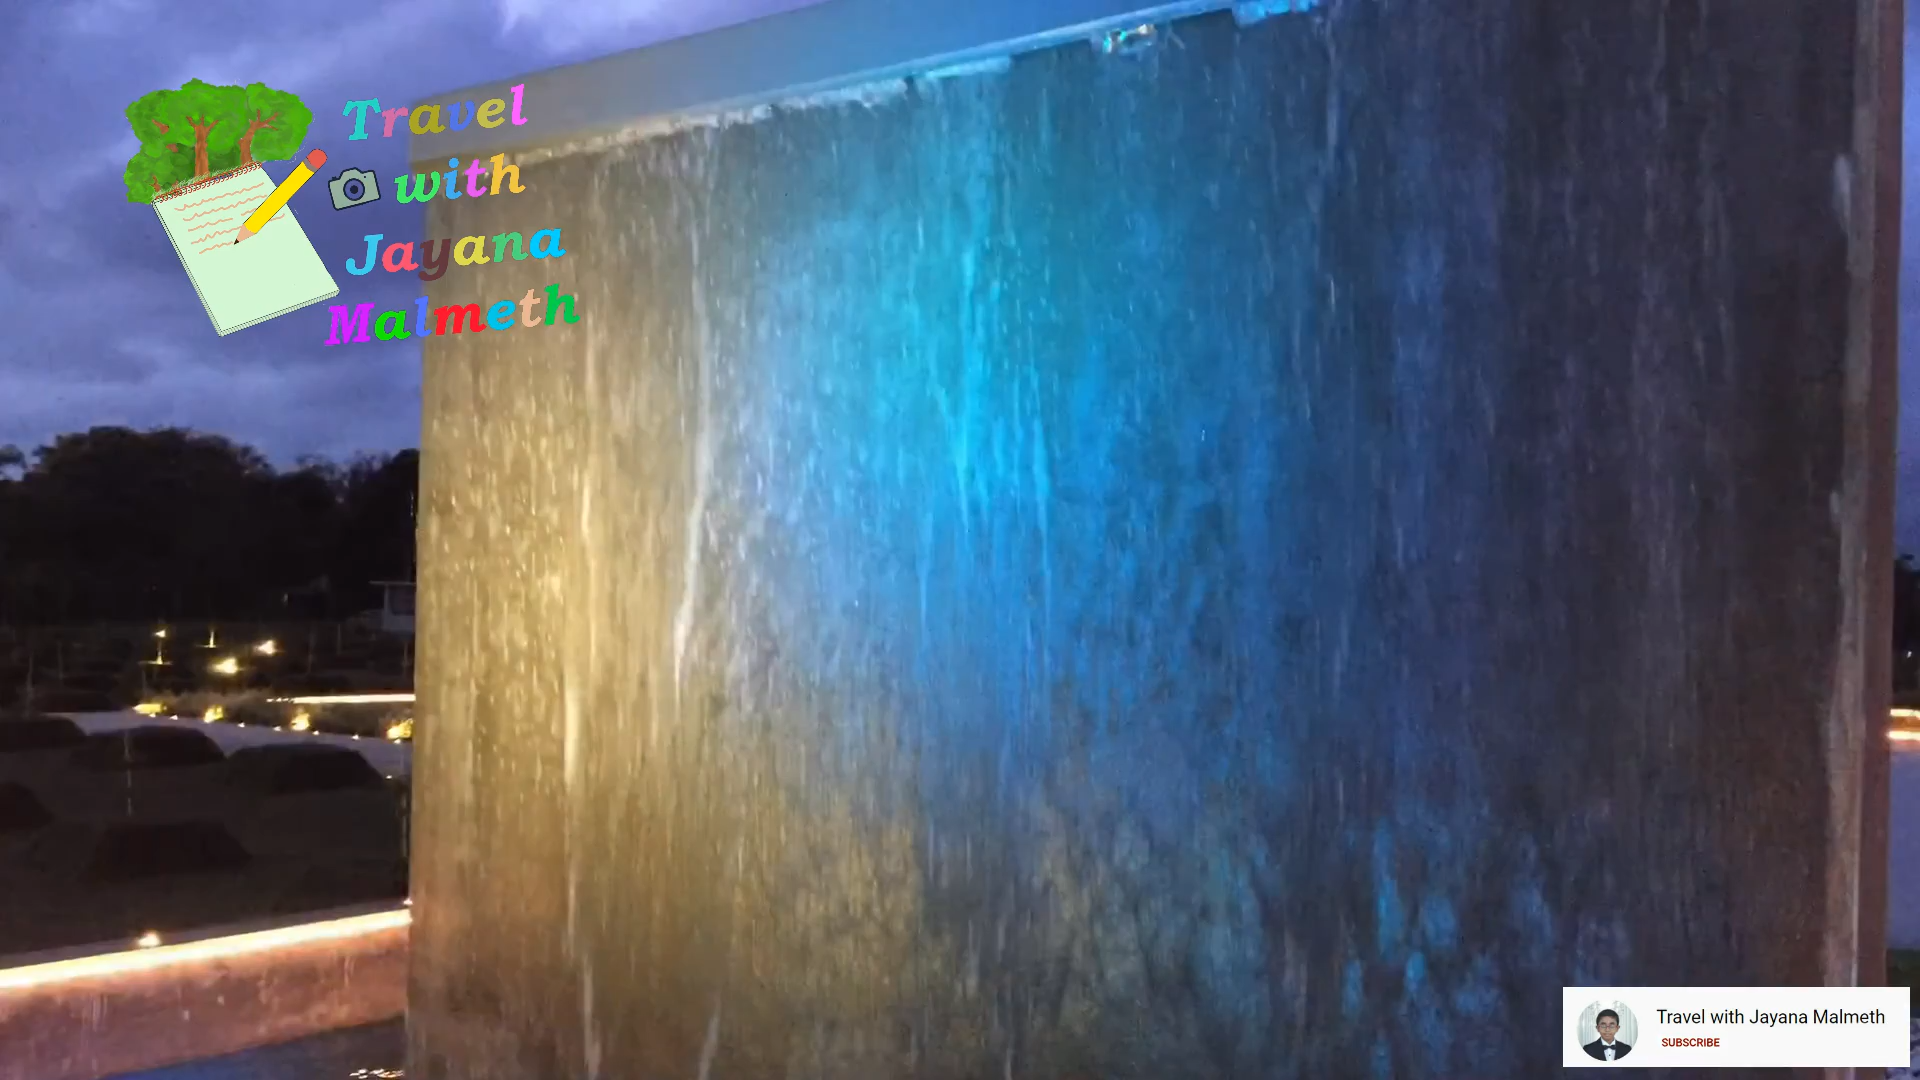 Travel
with
Jayana
Malmeth
Travel with Jayana Malmeth
SUBSCRIBE